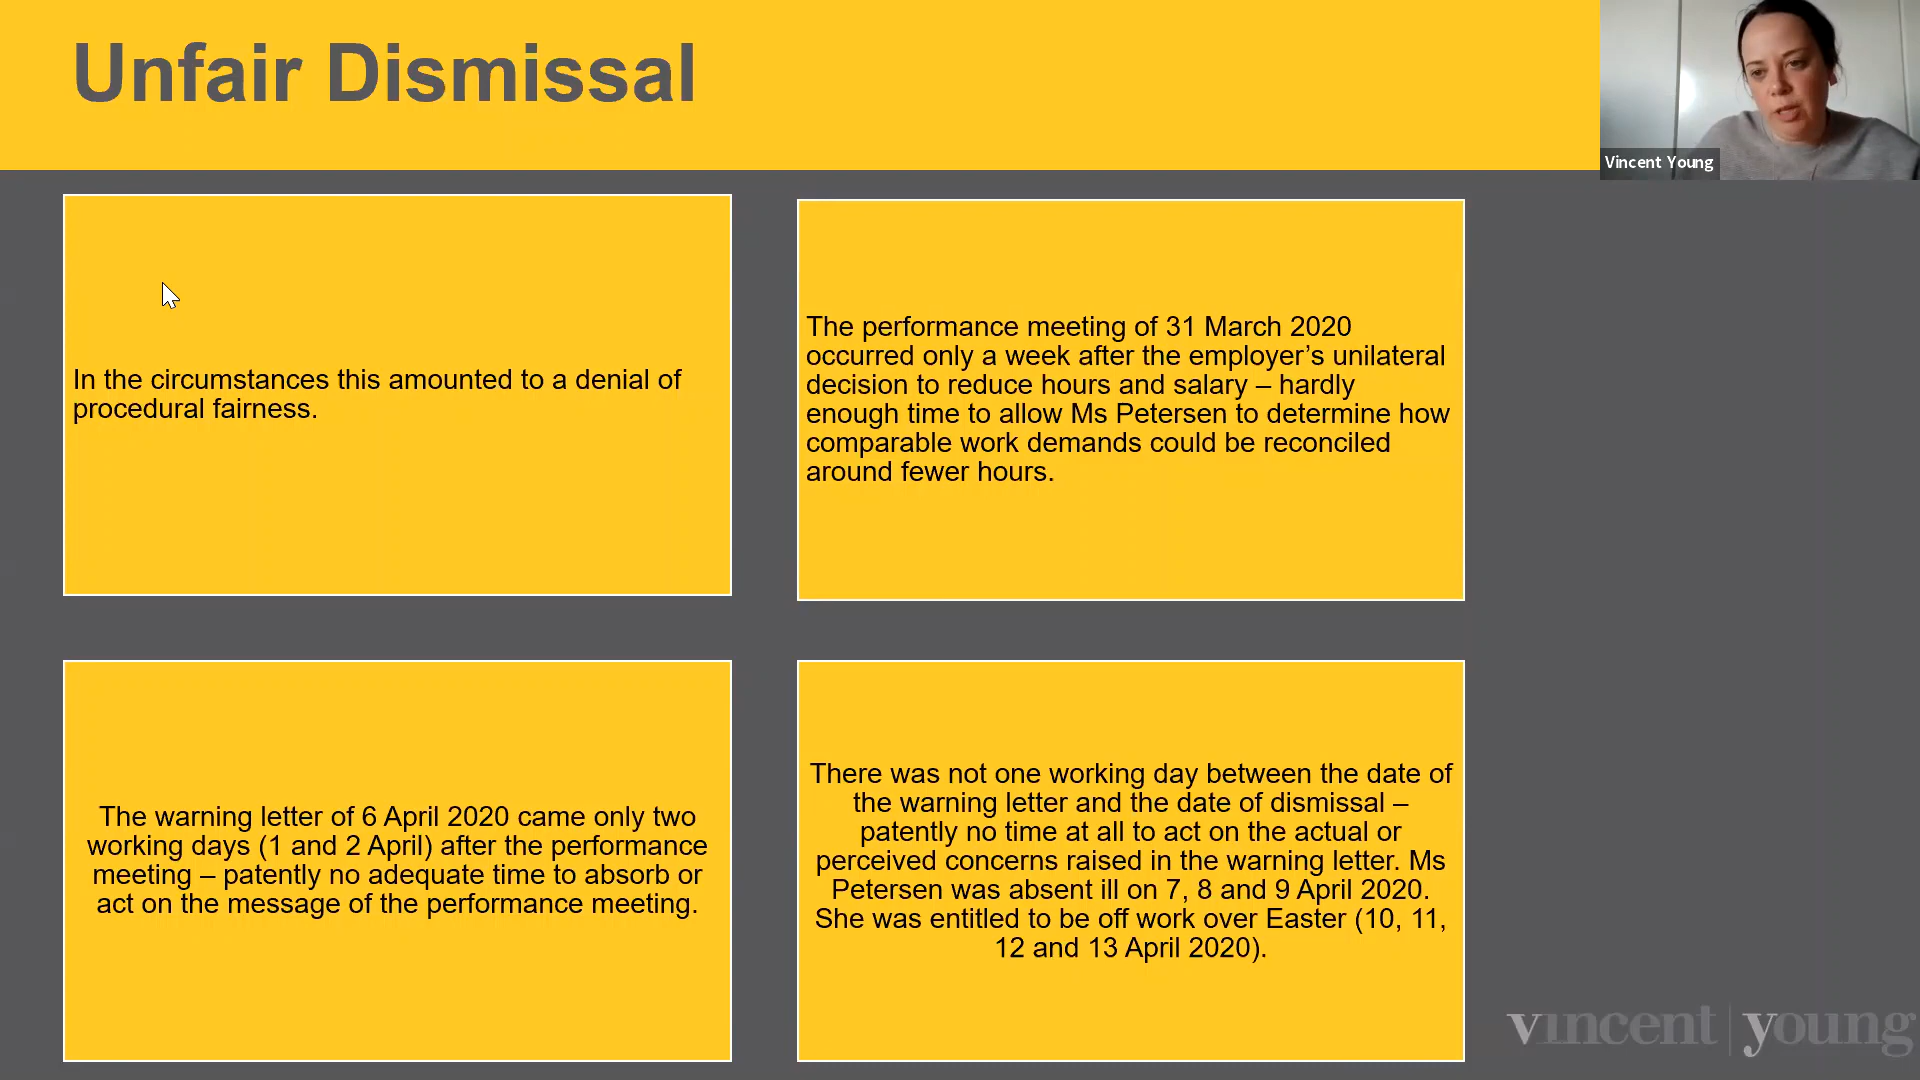 Unfair Dismissal
Vincent Young
In the circumstances this amounted to a denial of
procedural fairness.
The performance meeting of 31 March 2020
occurred only a week after the employer’s unilateral
decision to reduce hours and salary – hardly
enough time to allow Ms Petersen to determine how
comparable work demands could be reconciled
around fewer hours.
The warning letter of 6 April 2020 came only two
working days (1 and 2 April) after the performance
meeting – patently no adequate time to absorb or
act on the message of the performance meeting.
There was not one working day between the date of
the warning letter and the date of dismissal –
patently no time at all to act on the actual or
perceived concerns raised in the warning letter. Ms
Petersen was absent ill on 7, 8 and 9 April 2020.
She was entitled to be off work over Easter (10, 11,
12 and 13 April 2020).
vincent | young